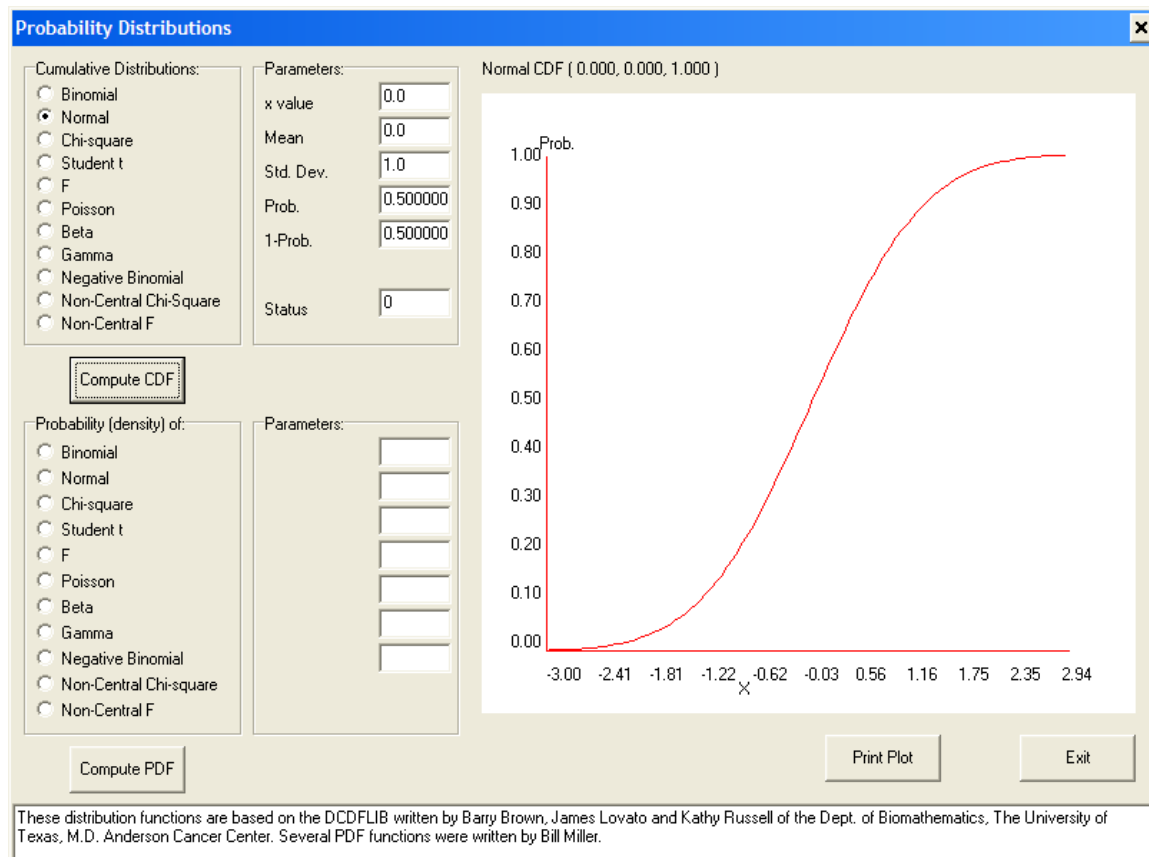 Probability Distributions
Cumulative Distributions:
Binomial
Normal
Chi-square
Student t
F
Poisson
Beta
Gamma
Negative Binomial
Non-Central Chi-Square
Non-Central F
Parameters:
x value 0.0
Mean 0.0
Std. Dev. 1.0
Prob. 0.500000
1-Prob. 0.500000
Status 0
Compute CDF
Probability (density) of:
Binomial
Normal
Chi-square
Student t
F
Poisson
Beta
Gamma
Negative Binomial
Non-Central Chi-square
Non-Central F
Parameters:
Compute PDF
Normal CDF ( 0.000, 0.000, 1.000 )
Prob.
1.00
0.90
0.80
0.70
0.60
0.50
0.40
0.30
0.20
0.10
0.00
-3.00 -2.41 -1.81 -1.22 -0.62 -0.03 0.56 1.16 1.75 2.35 2.94
X
Print Plot
Exit
These distribution functions are based on the DCDFLIB written by Barry Brown, James Lovato and Kathy Russell of the Dept. of Biomathematics, The University of
Texas, M.D. Anderson Cancer Center. Several PDF functions were written by Bill Miller.